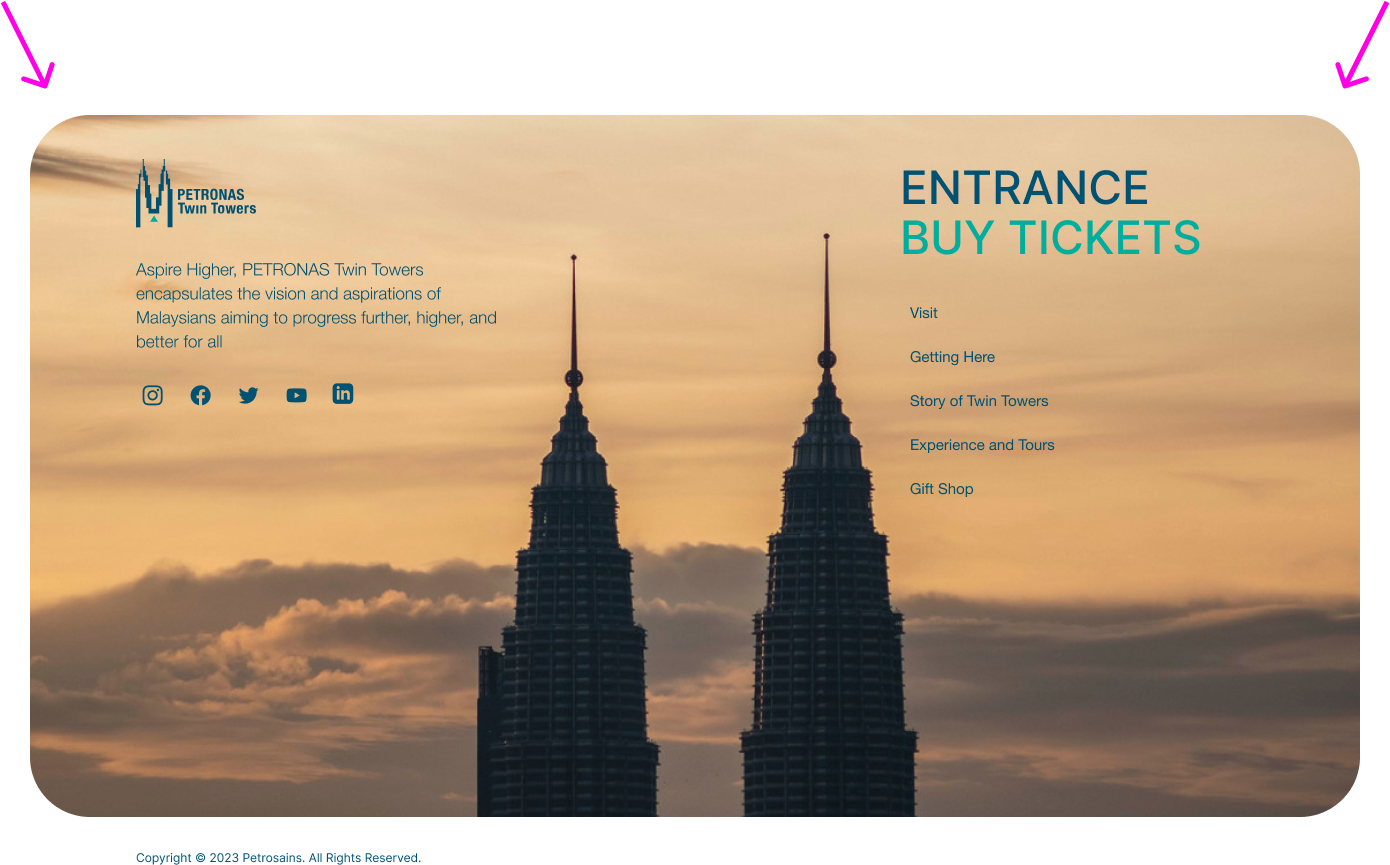 PETRONAS
Twin Towers
Aspire Higher, PETRONAS Twin Towers
encapsulates the vision and aspirations of
Malaysians aiming to progress further, higher, and
better for all
in
ENTRANCE
BUY TICKETS
Visit
Getting Here
Story of Twin Towers
Experience and Tours
Gift Shop
Copyright © 2023 Petrosains. All Rights Reserved.